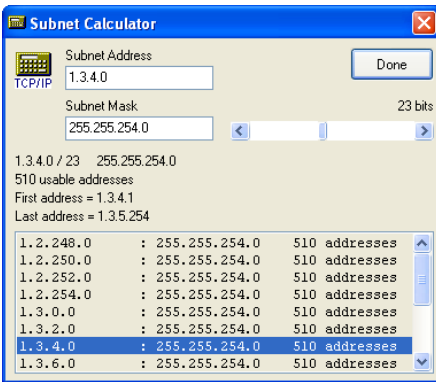 Subnet Calculator
Subnet Address
Done
1.3.4.0
TCP/IP
Subnet Mask
23 bits
255.255.254.0
1.3.4.0 / 23 255.255.254.0
510 usable addresses
First address = 1.3.4.1
Last address = 1.3.5.254
1.2.248.0 : 255.255.254.0 510 addresses
1.2.250.0 : 255.255.254.0 510 addresses
1.2.252.0 : 255.255.254.0 510 addresses
1.2.254.0 : 255.255.254.0 510 addresses
1.3.0.0 : 255.255.254.0 510 addresses
1.3.2.0 : 255.255.254.0 510 addresses
1.3.4.0 : 255.255.254.0 510 addresses
1.3.6.0 : 255.255.254.0 510 addresses